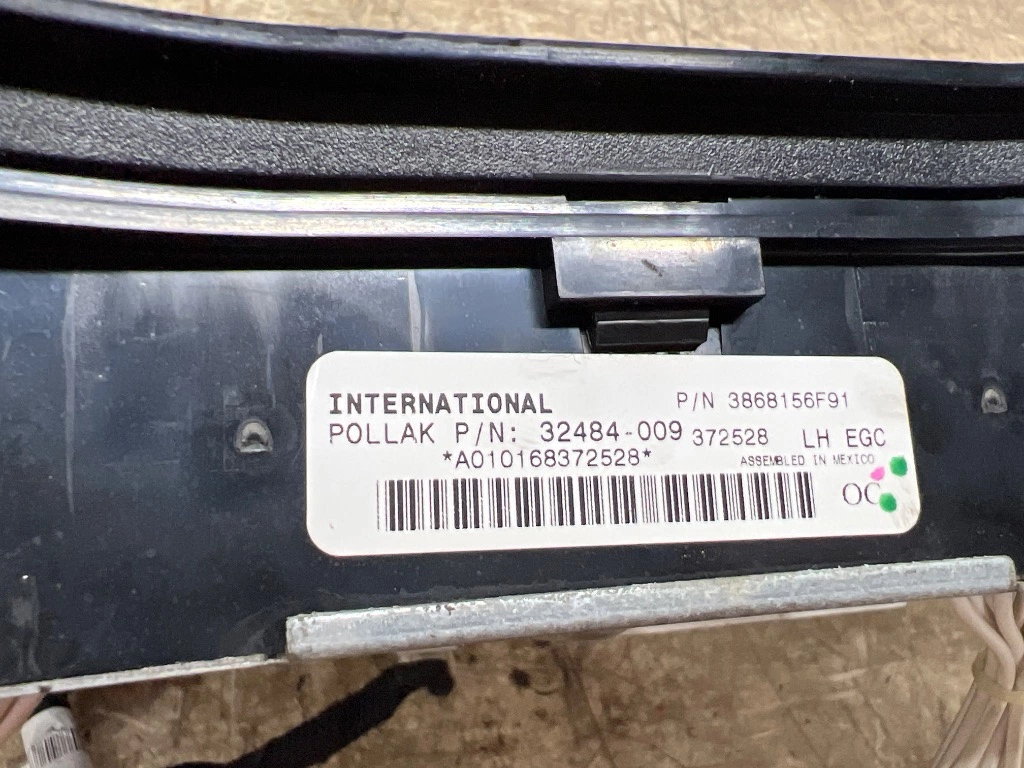 INTERNATIONAL P/N 3868156F91
POLLAK P/N: 32484-009 372528 LH EGC
*A010168372528* ASSEMBLED IN MEXICO
OC